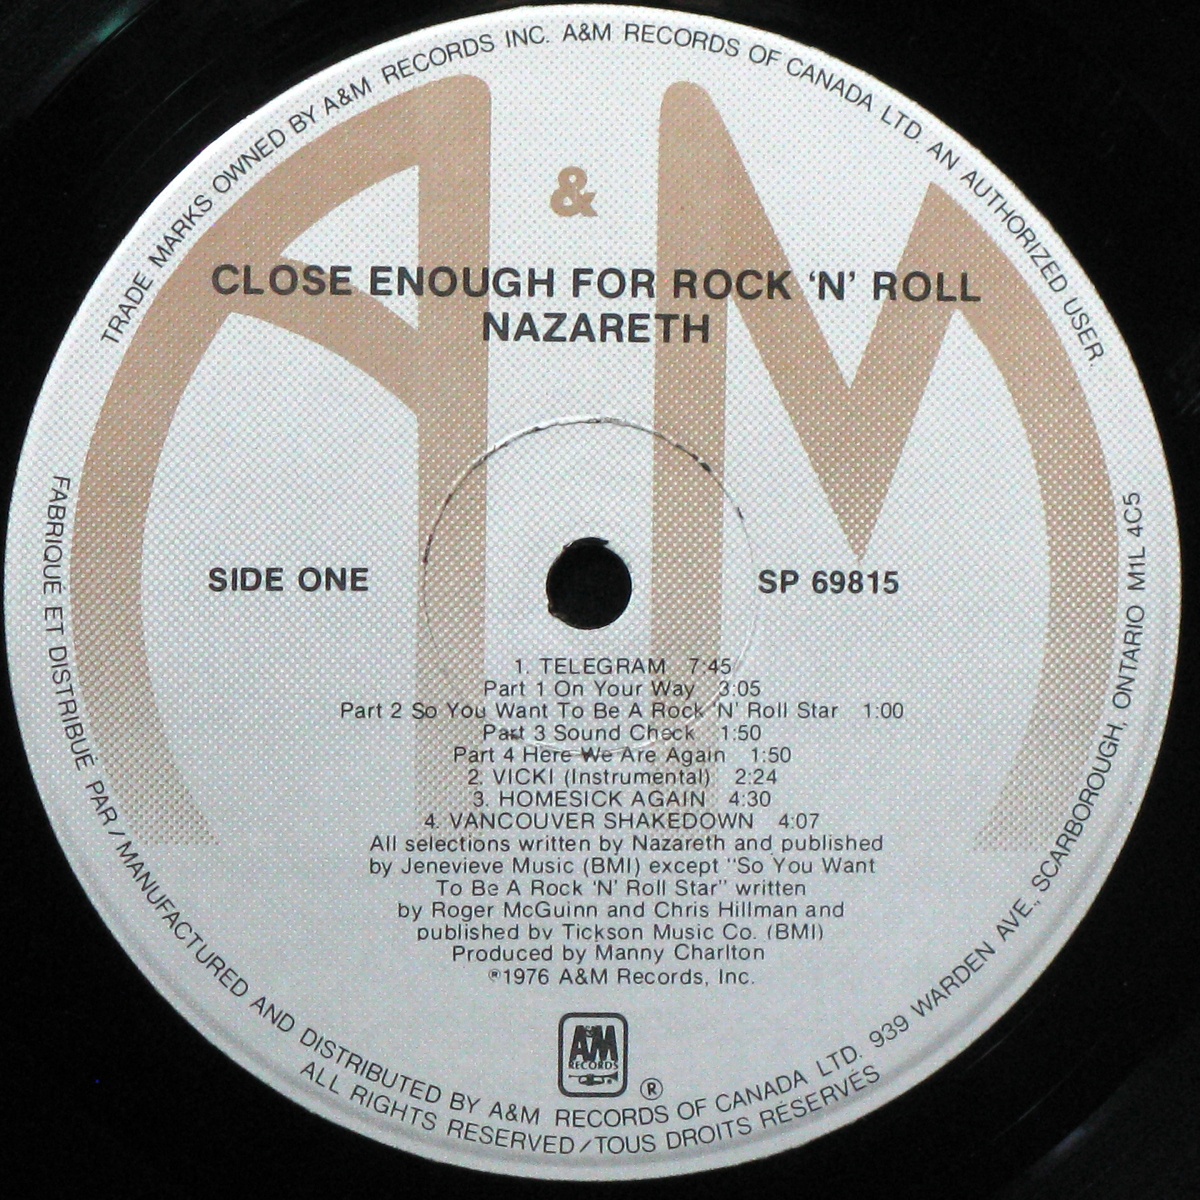 TRADE MARKS OWNED BY A&M RECORDS INC. A&M RECORDS OF CANADA LTD. AN AUTHORIZED USER.
&
CLOSE ENOUGH FOR ROCK ‘N’ ROLL
NAZARETH
SIDE ONE
SP 69815
1. TELEGRAM 7:45
Part 1 On Your Way 3:05
Part 2 So You Want To Be A Rock ‘N’ Roll Star 1:00
Part 3 Sound Check 1:50
Part 4 Here We Are Again 1:50
2. VICKI (Instrumental) 2:24
3. HOMESICK AGAIN 4:30
4. VANCOUVER SHAKEDOWN 4:07
All selections written by Nazareth and published
by Jenevieve Music (BMI) except "So You Want
To Be A Rock ‘N’ Roll Star" written
by Roger McGuinn and Chris Hillman and
published by Tickson Music Co. (BMI)
Produced by Manny Charlton
®1976 A&M Records, Inc.
A&M
RECORDS
®
FABRIQUÉ ET DISTRIBUÉ PAR / MANUFACTURED AND DISTRIBUTED BY A&M RECORDS OF CANADA LTD. 939 WARDEN AVE., SCARBOROUGH, ONTARIO M1L 4C5
ALL RIGHTS RESERVED/TOUS DROITS RÉSERVÉS